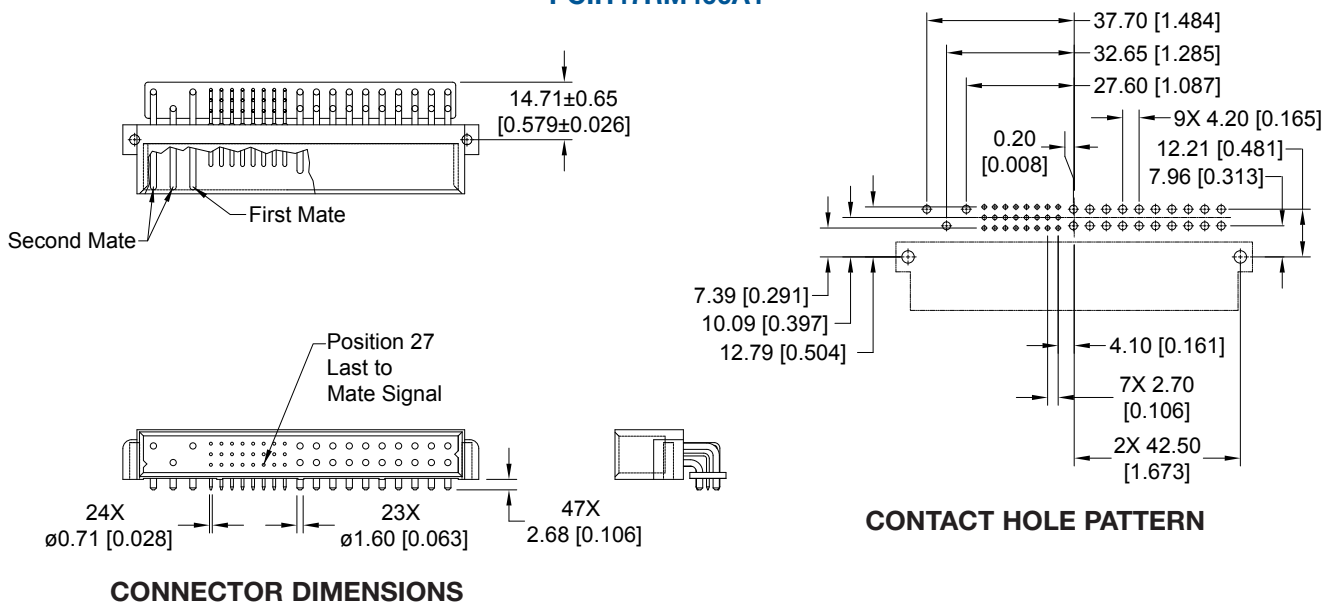 37.70 [1.484]
32.65 [1.285]
27.60 [1.087]
14.71±0.65
[0.579±0.026]
9X 4.20 [0.165]
0.20
[0.008]
12.21 [0.481]
7.96 [0.313]
First Mate
Second Mate
7.39 [0.291]
10.09 [0.397]
12.79 [0.504]
4.10 [0.161]
7X 2.70
[0.106]
2X 42.50
[1.673]
CONTACT HOLE PATTERN
Position 27
Last to
Mate Signal
24X
ø0.71 [0.028]
23X
ø1.60 [0.063]
47X
2.68 [0.106]
CONNECTOR DIMENSIONS